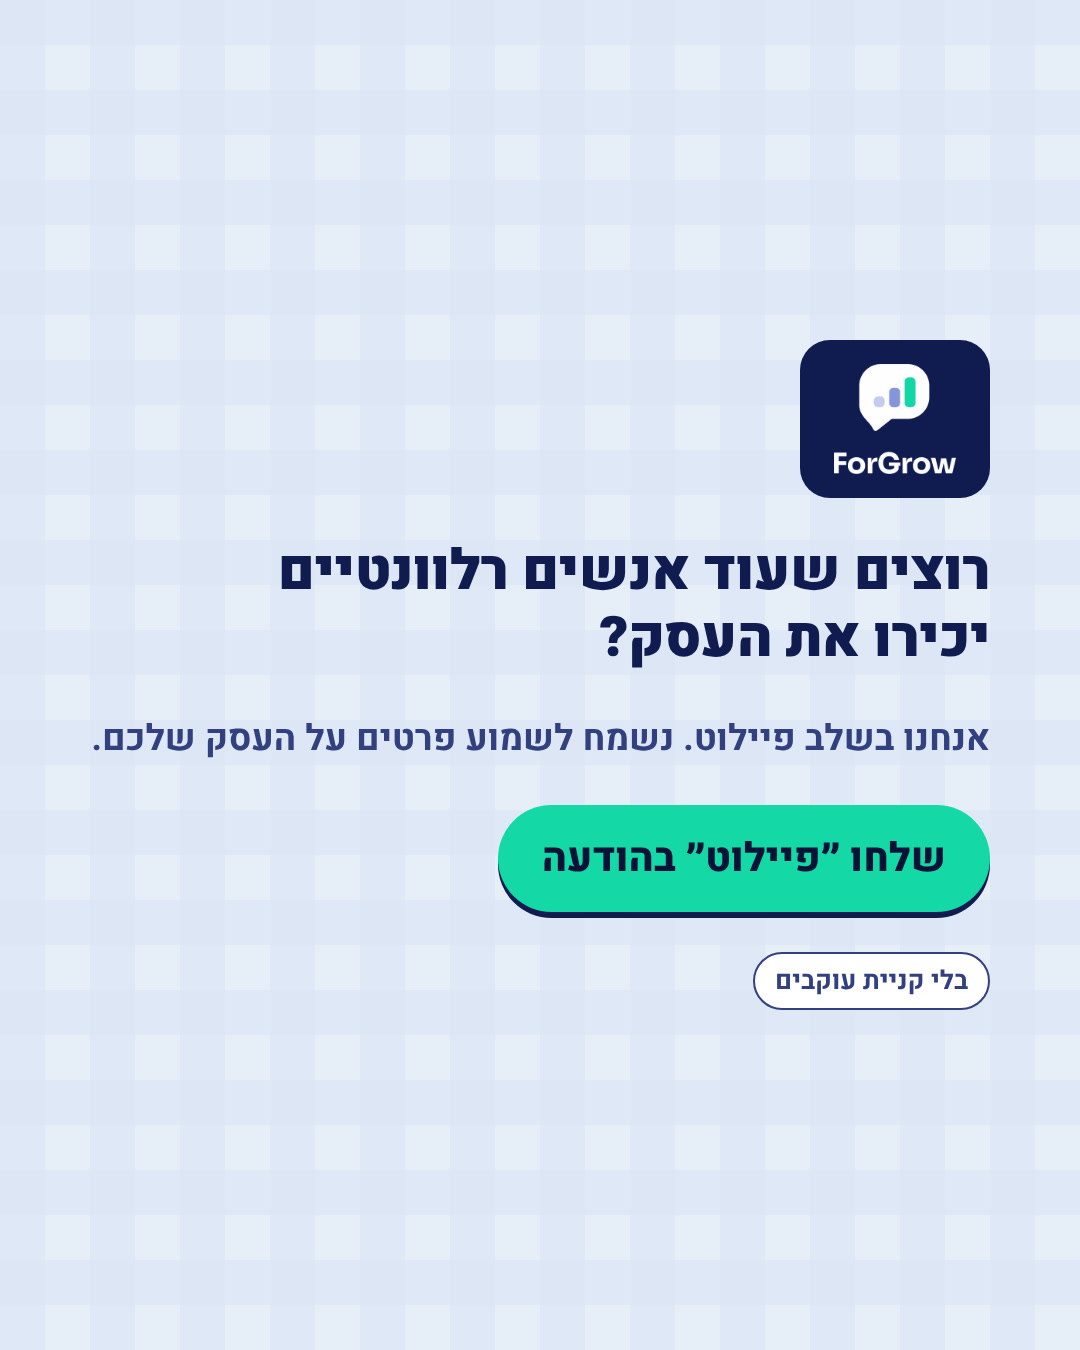 ForGrow
רוצים שעוד אנשים רלוונטיים
יכירו את העסק?
אנחנו בשלב פיילוט. נשמח לשמוע פרטים על העסק שלכם.
שלחו ״פיילוט״ בהודעה
בלי קניית עוקבים